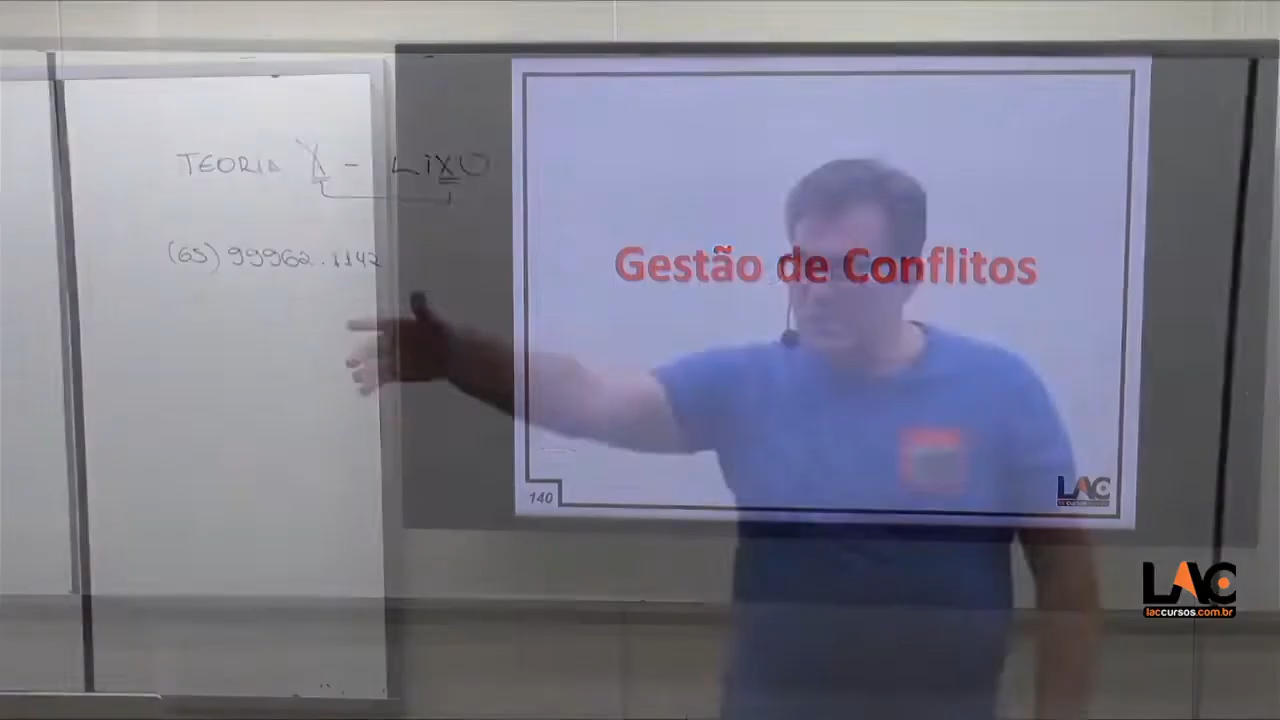 TEORIA X - LIXO
(65) 99962.1142
Gestão de Conflitos
140
LAC
LAC
laccursos.com.br